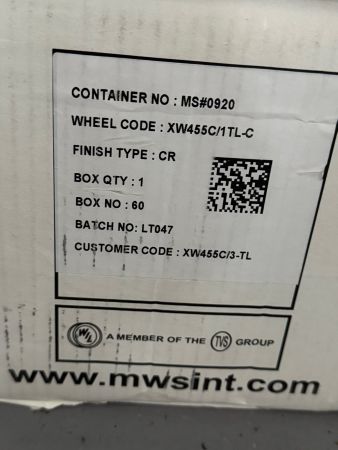 CONTAINER NO : MS#0920
WHEEL CODE : XW455C/1TL-C
FINISH TYPE : CR
BOX QTY : 1
BOX NO : 60
BATCH NO: LT047
CUSTOMER CODE : XW455C/3-TL
WIL A MEMBER OF THE TVS GROUP
www.mwsint.com